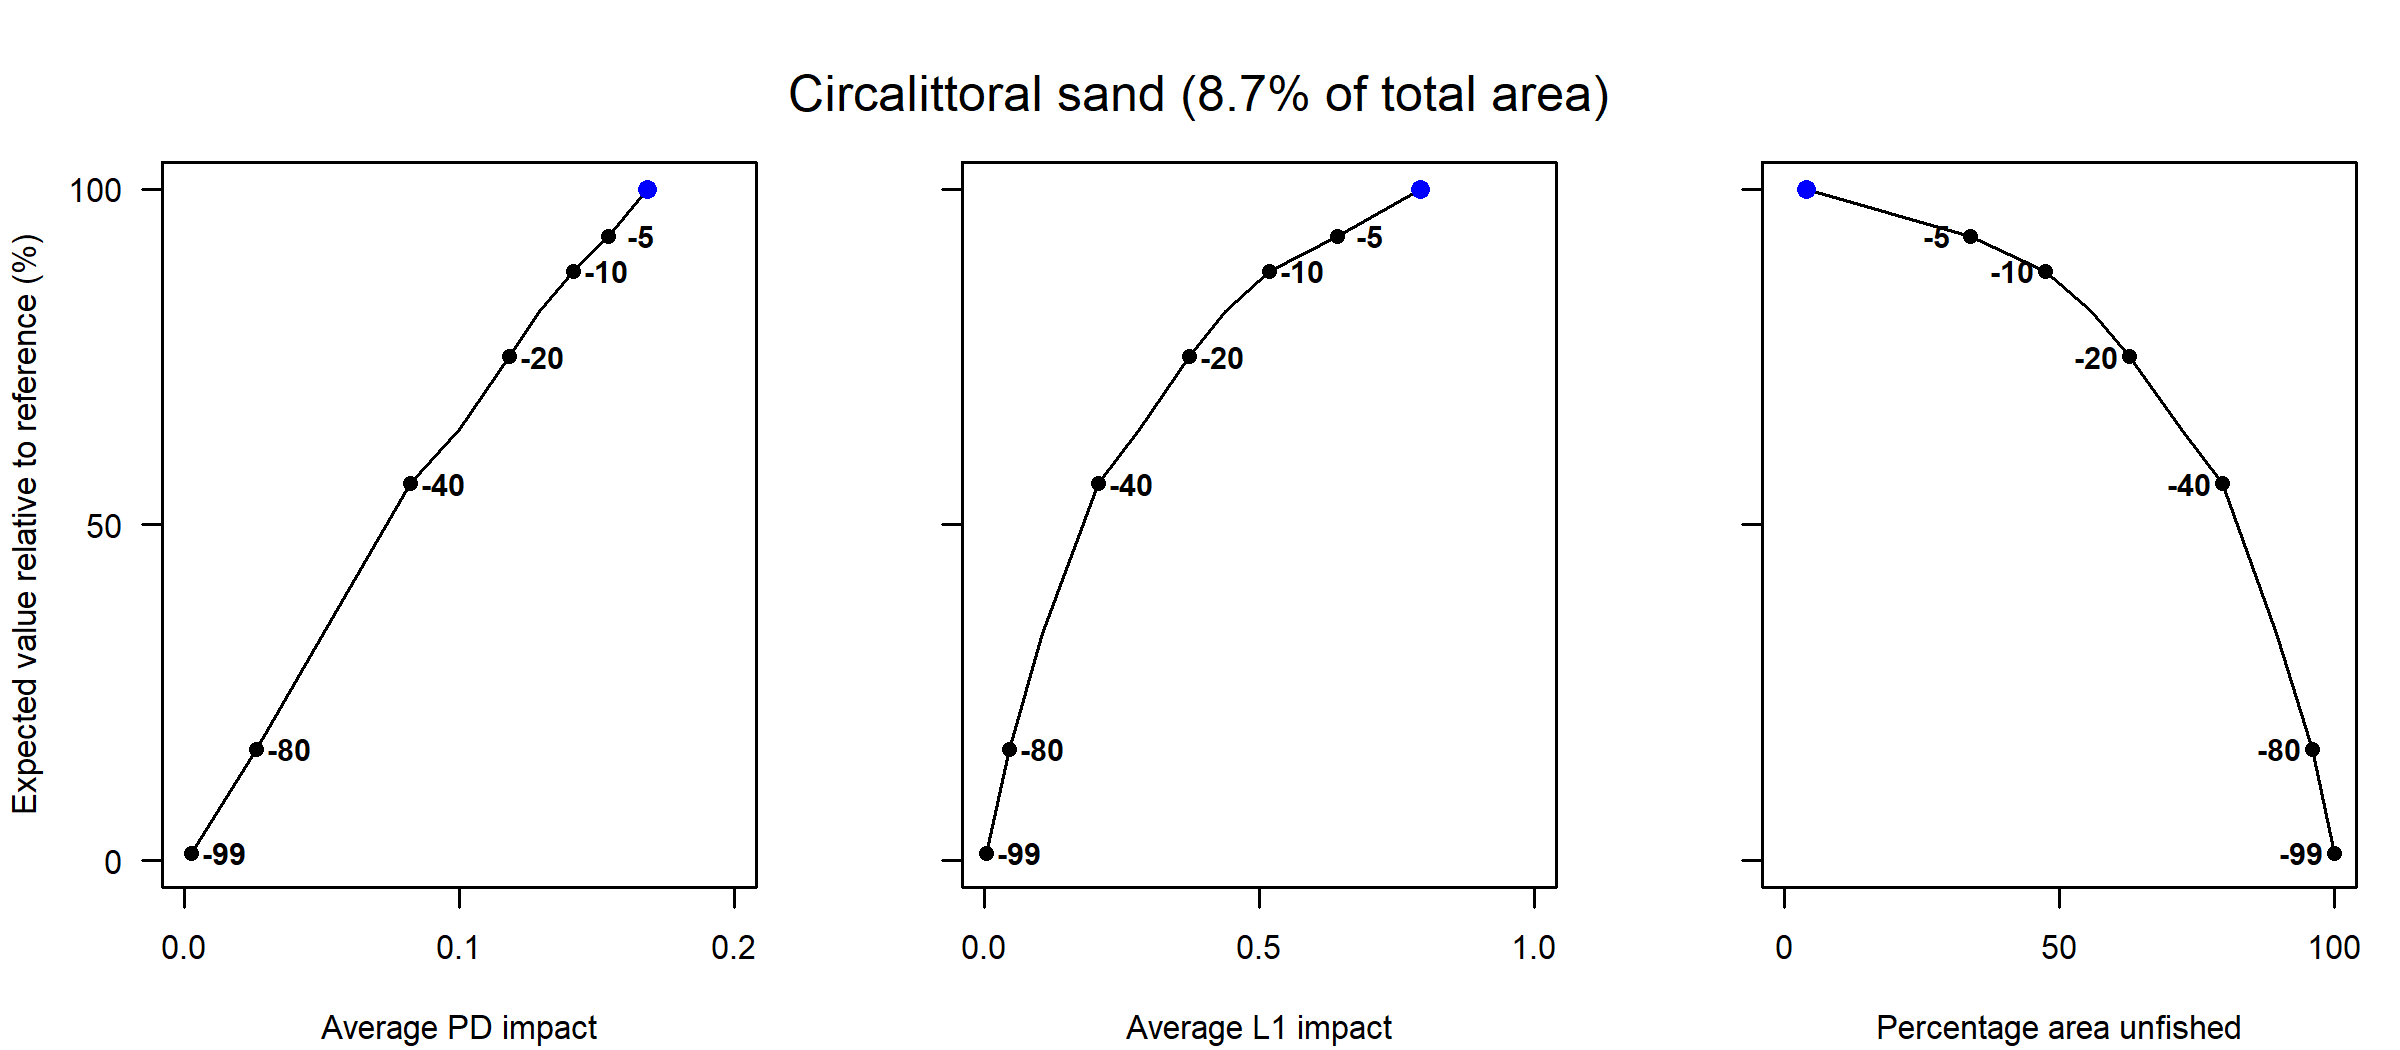 Circalittoral sand (8.7% of total area)
Expected value relative to reference (%)
100
50
0
-5
-10
-20
-40
-80
-99
0.0 0.1 0.2
Average PD impact
-5
-10
-20
-40
-80
-99
0.0 0.5 1.0
Average L1 impact
-5
-10
-20
-40
-80
-99
0 50 100
Percentage area unfished